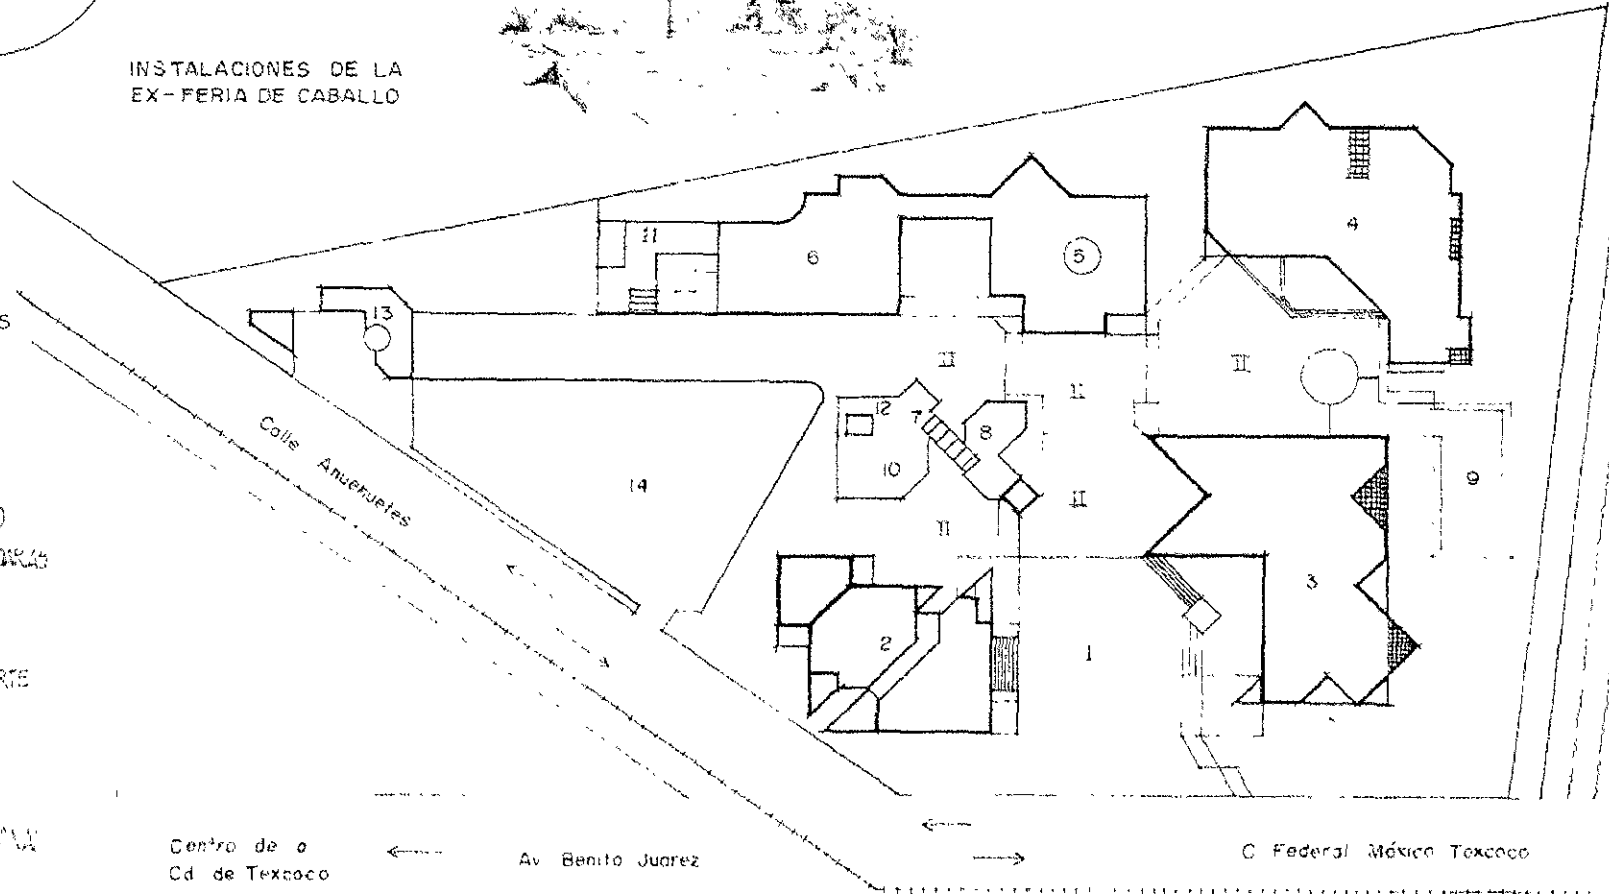 INSTALACIONES DE LA
EX-FERIA DE CABALLO
4
11
6
5
13
II
II
II
12
7
8
10
9
14
II
II
Calle Anuenuetes
3
2
1
RTE
Centro de a
Cd de Texcoco
Av Benito Juarez
C Federal México Texcoco